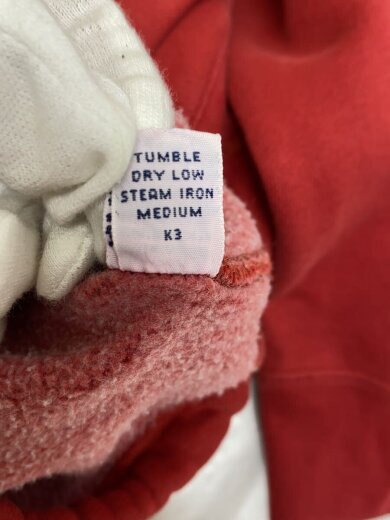 TUMBLE
DRY LOW
STEAM IRON
MEDIUM
K3